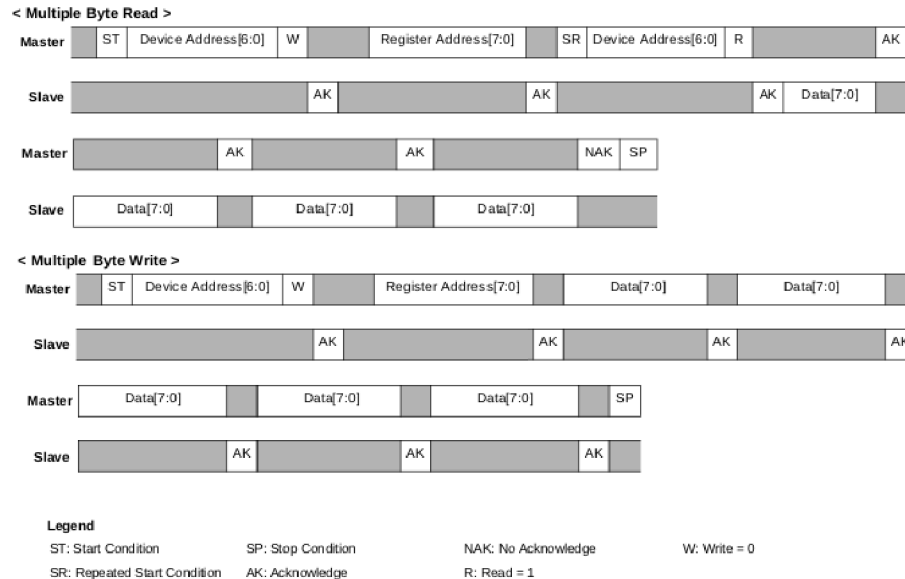 < Multiple Byte Read >
Master ST Device Address[6:0] W Register Address[7:0] SR Device Address[6:0] R AK
Slave AK AK AK Data[7:0]
Master AK AK NAK SP
Slave Data[7:0] Data[7:0] Data[7:0]
< Multiple Byte Write >
Master ST Device Address[6:0] W Register Address[7:0] Data[7:0] Data[7:0]
Slave AK AK AK AK
Master Data[7:0] Data[7:0] Data[7:0] SP
Slave AK AK AK
Legend
ST: Start Condition SP: Stop Condition NAK: No Acknowledge W: Write = 0
SR: Repeated Start Condition AK: Acknowledge R: Read = 1